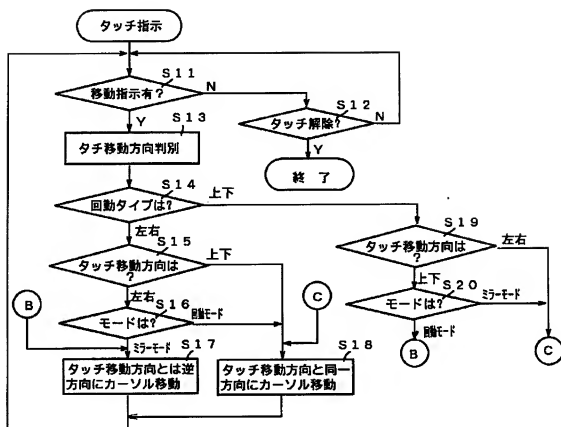 タッチ指示
S11
移動指示有?
N
Y
S12
タッチ解除?
N
Y
終了
S13
タチ移動方向判別
S14
回動タイプは?
上下
左右
S15
タッチ移動方向は
?
上下
左右
S16
モードは?
回動モード
ミラーモード
B
C
S17
タッチ移動方向とは逆
方向にカーソル移動
S18
タッチ移動方向と同一
方向にカーソル移動
S19
タッチ移動方向は
?
左右
上下
S20
モードは?
ミラーモード
回動モード
B
C